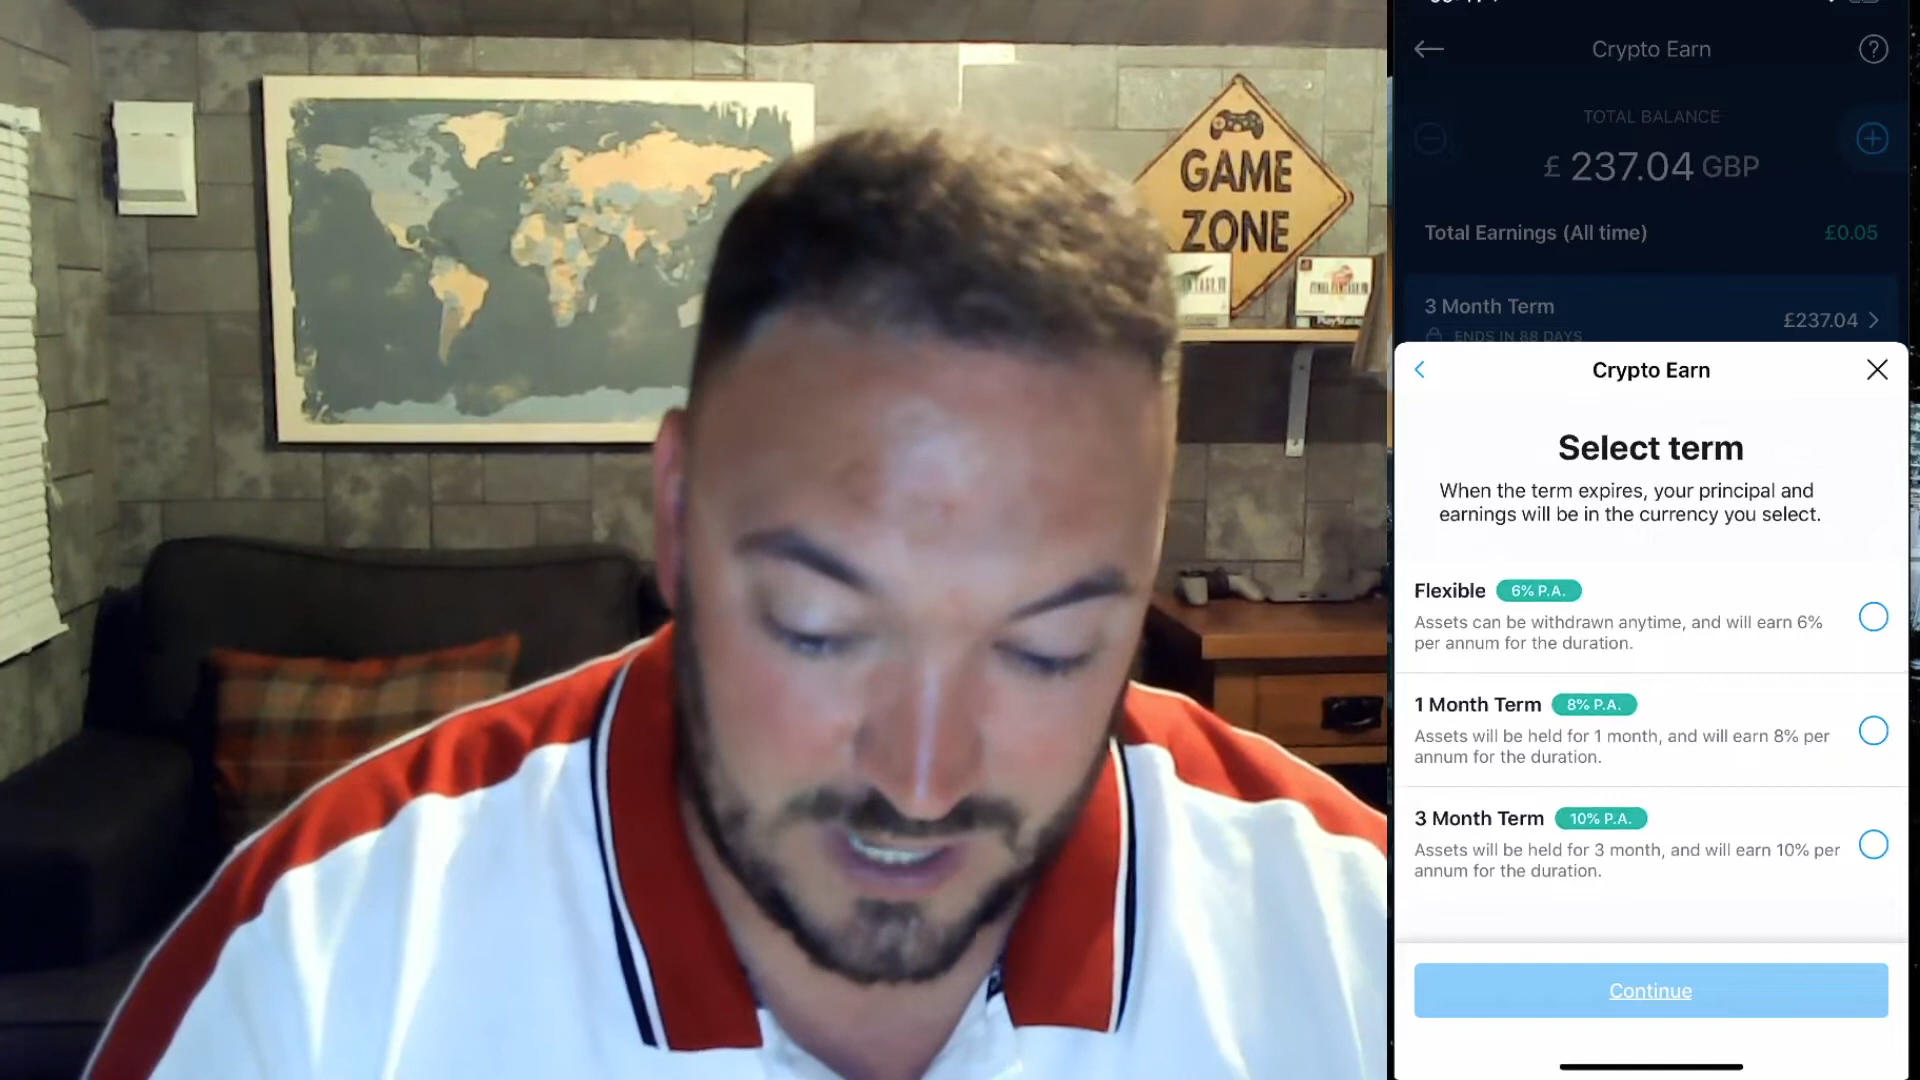 GAME
ZONE
FINAL FANTASY VIII
PlayStation
Crypto Earn
TOTAL BALANCE
£ 237.04 GBP
Total Earnings (All time)
£0.05
3 Month Term
£237.04
ENDS IN 88 DAYS
Crypto Earn
Select term
When the term expires, your principal and
earnings will be in the currency you select.
Flexible 6% P.A.
Assets can be withdrawn anytime, and will earn 6%
per annum for the duration.
1 Month Term 8% P.A.
Assets will be held for 1 month, and will earn 8% per
annum for the duration.
3 Month Term 10% P.A.
Assets will be held for 3 month, and will earn 10% per
annum for the duration.
Continue